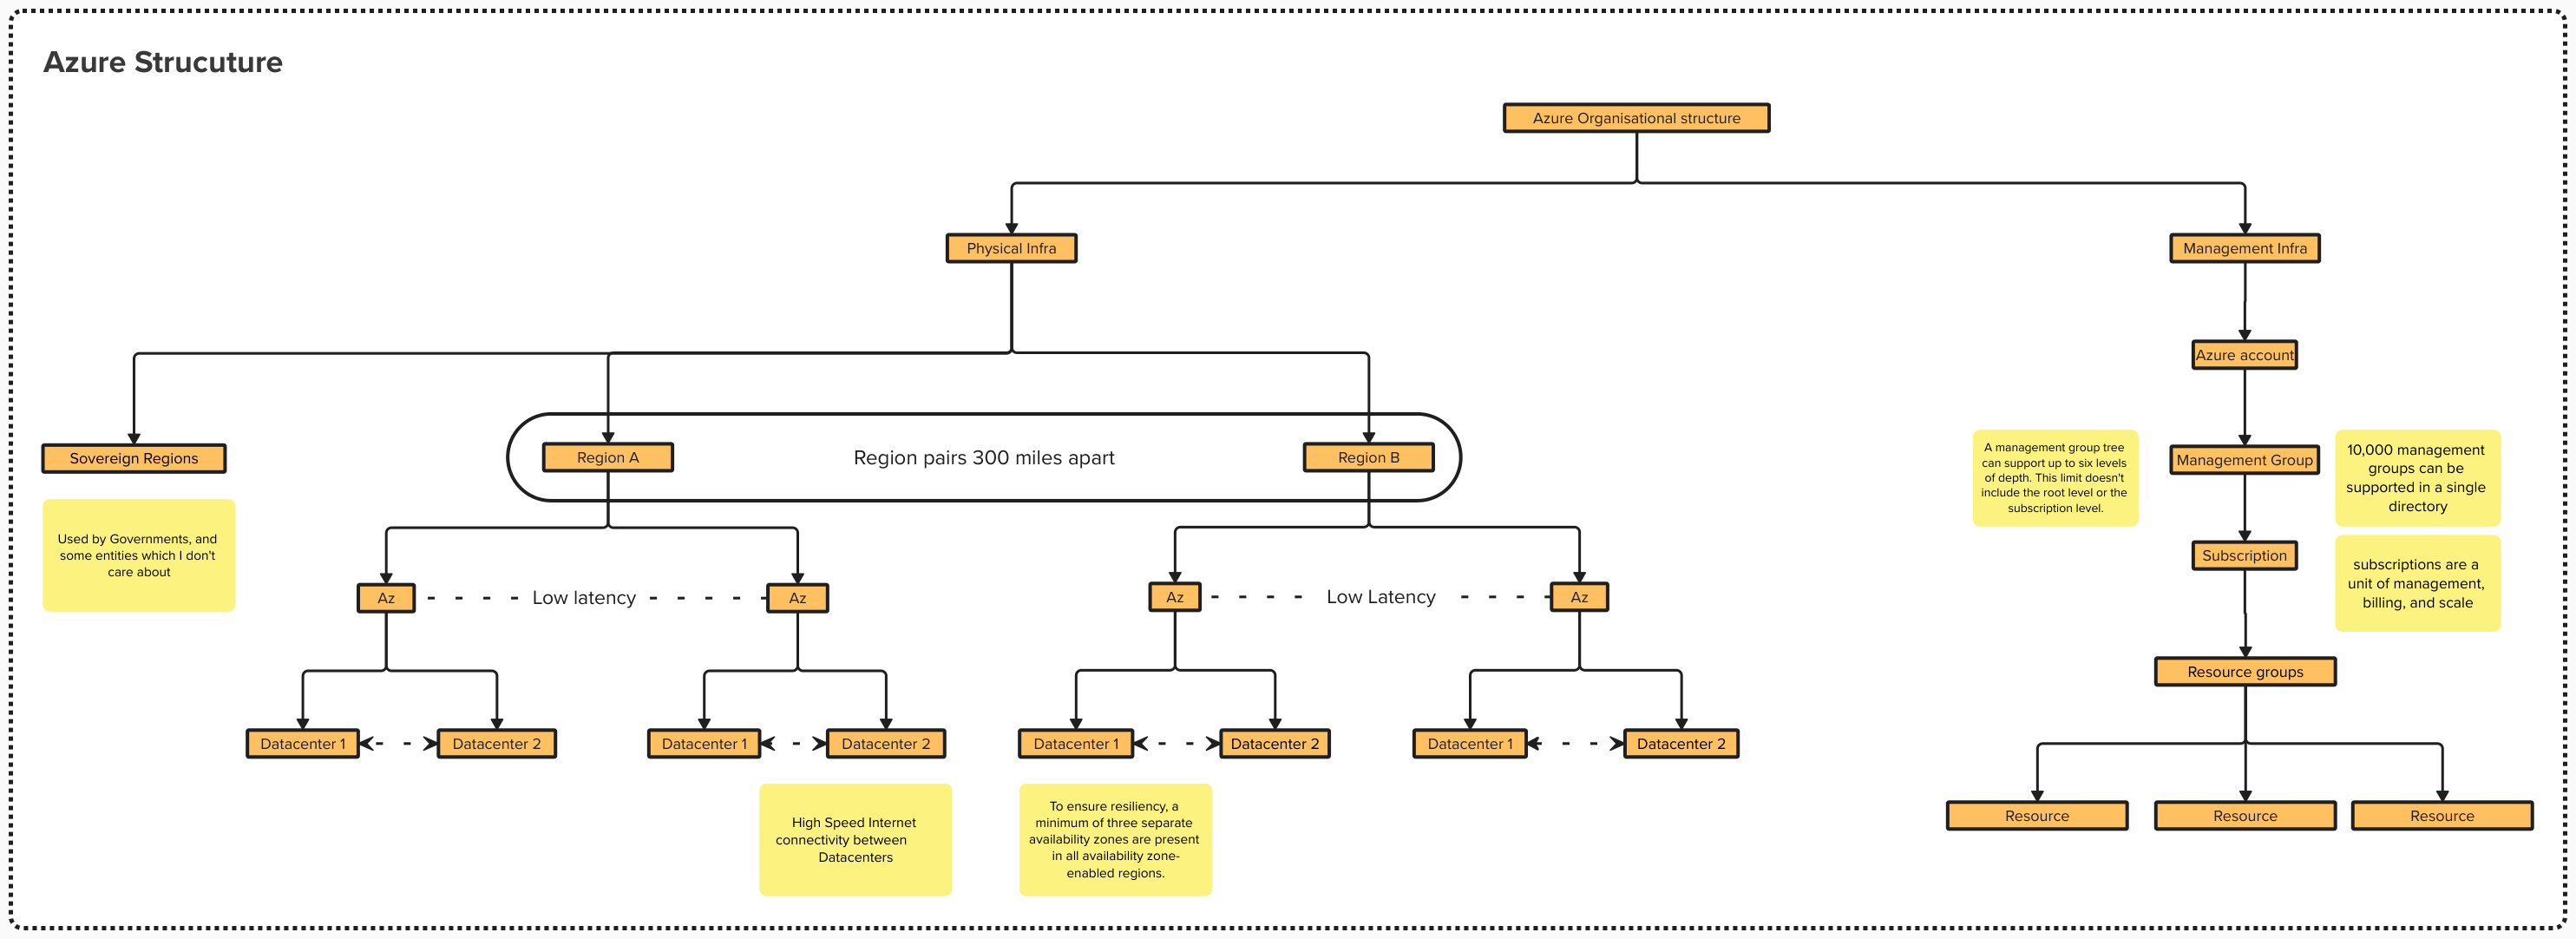 Azure Strucuture
Azure Organisational structure
Physical Infra
Management Infra
Azure account
Sovereign Regions
Region A
Region pairs 300 miles apart
Region B
A management group tree
can support up to six levels
of depth. This limit doesn't
include the root level or the
subscription level.
Management Group
10,000 management
groups can be
supported in a single
directory
Used by Governments, and
some entities which I don't
care about
Subscription
subscriptions are a
unit of management,
billing, and scale
Az
Low latency
Az
Az
Low Latency
Az
Resource groups
Datacenter 1
Datacenter 2
Datacenter 1
Datacenter 2
Datacenter 1
Datacenter 2
Datacenter 1
Datacenter 2
High Speed Internet
connectivity between
Datacenters
To ensure resiliency, a
minimum of three separate
availability zones are present
in all availability zone-
enabled regions.
Resource
Resource
Resource